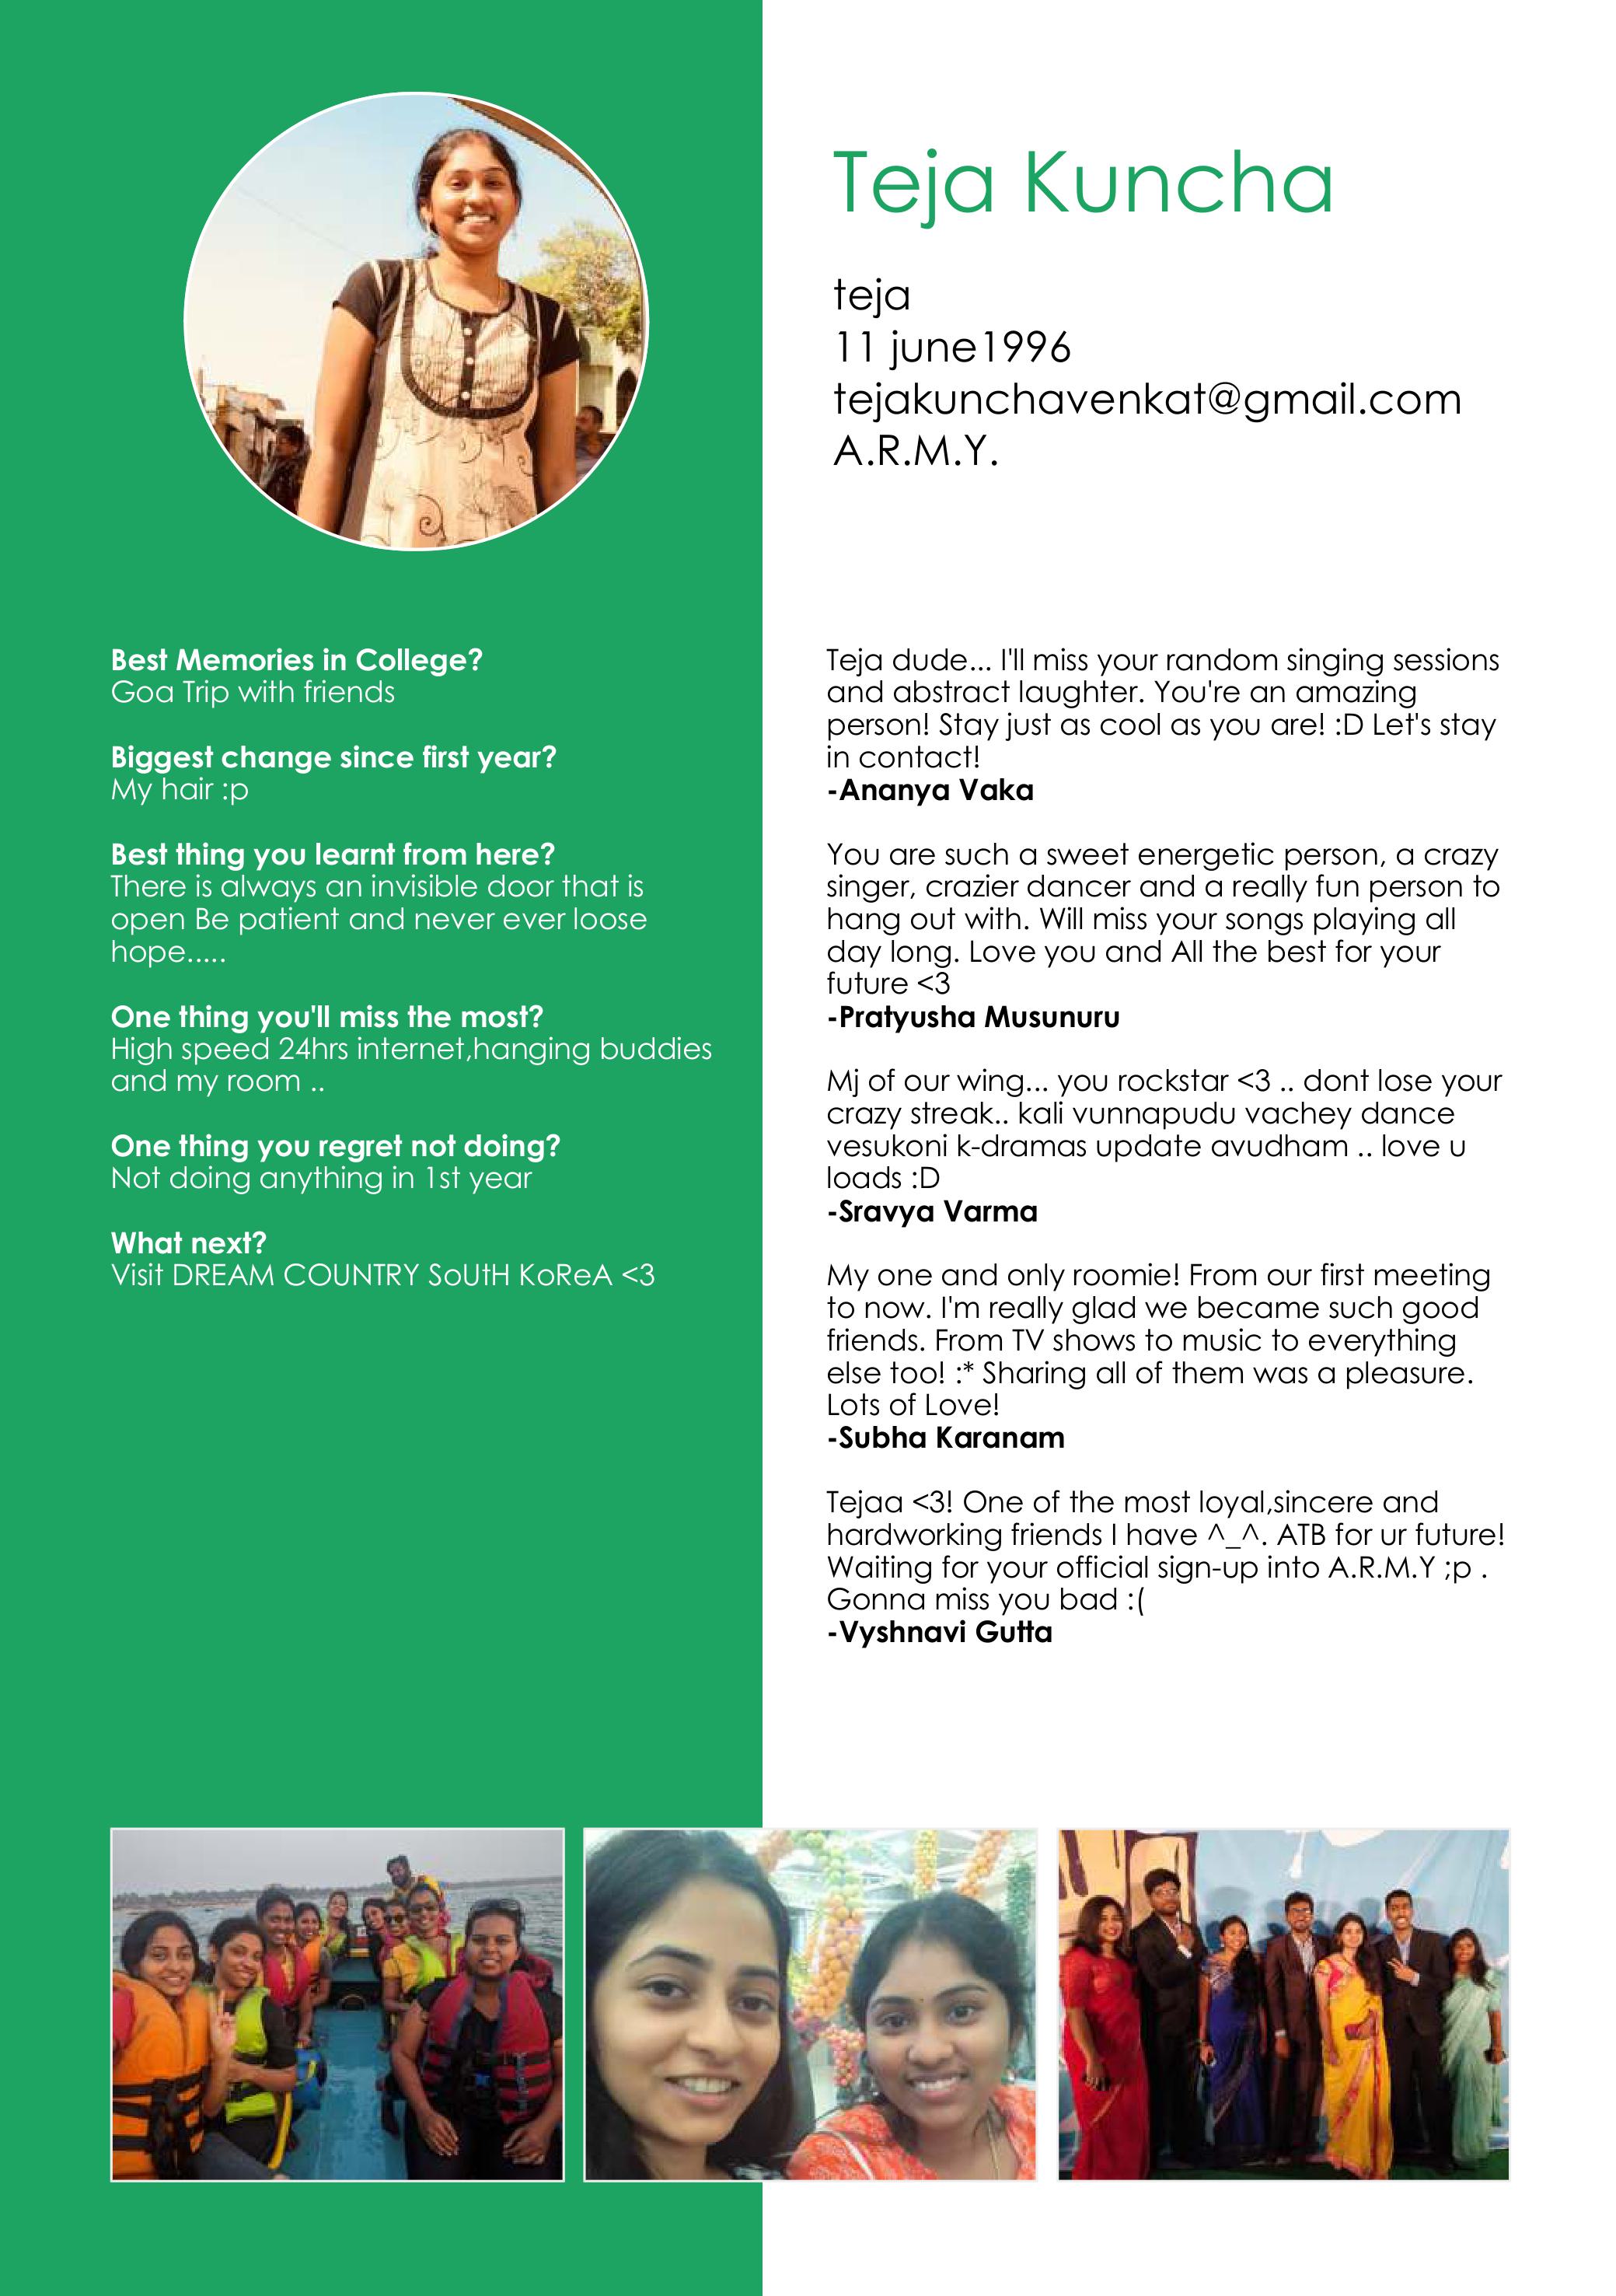 Teja Kuncha
teja
11 june1996
tejakunchavenkat@gmail.com
A.R.M.Y.
Best Memories in College?
Goa Trip with friends
Biggest change since first year?
My hair :p
Best thing you learnt from here?
There is always an invisible door that is
open Be patient and never ever loose
hope.....
One thing you'll miss the most?
High speed 24hrs internet,hanging buddies
and my room ..
One thing you regret not doing?
Not doing anything in 1st year
What next?
Visit DREAM COUNTRY SoUtH KoReA <3
Teja dude... I'll miss your random singing sessions
and abstract laughter. You're an amazing
person! Stay just as cool as you are! :D Let's stay
in contact!
-Ananya Vaka
You are such a sweet energetic person, a crazy
singer, crazier dancer and a really fun person to
hang out with. Will miss your songs playing all
day long. Love you and All the best for your
future <3
-Pratyusha Musunuru
Mj of our wing... you rockstar <3 .. dont lose your
crazy streak.. kali vunnapudu vachey dance
vesukoni k-dramas update avudham .. love u
loads :D
-Sravya Varma
My one and only roomie! From our first meeting
to now. I'm really glad we became such good
friends. From TV shows to music to everything
else too! :* Sharing all of them was a pleasure.
Lots of Love!
-Subha Karanam
Tejaa <3! One of the most loyal,sincere and
hardworking friends I have ^_^. ATB for ur future!
Waiting for your official sign-up into A.R.M.Y ;p .
Gonna miss you bad :(
-Vyshnavi Gutta